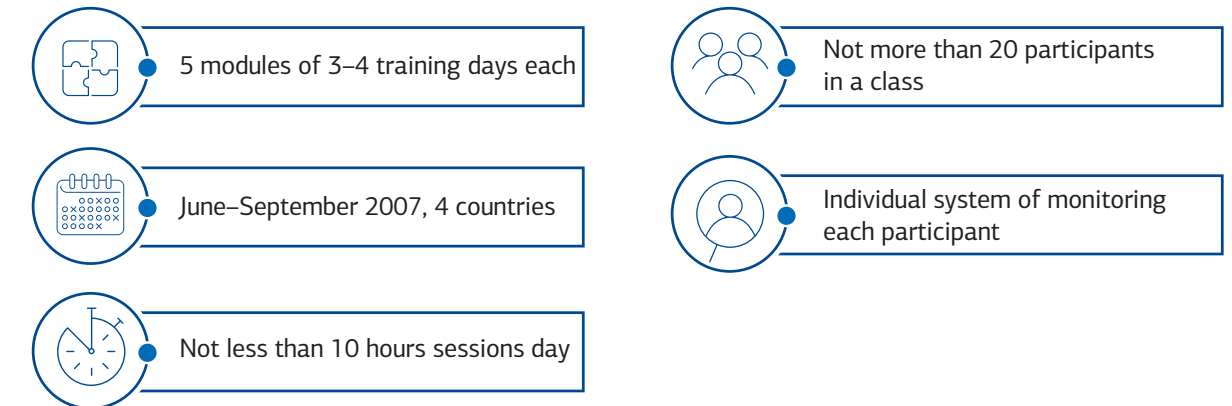 5 modules of 3–4 training days each
June–September 2007, 4 countries
Not less than 10 hours sessions day
Not more than 20 participants
in a class
Individual system of monitoring
each participant